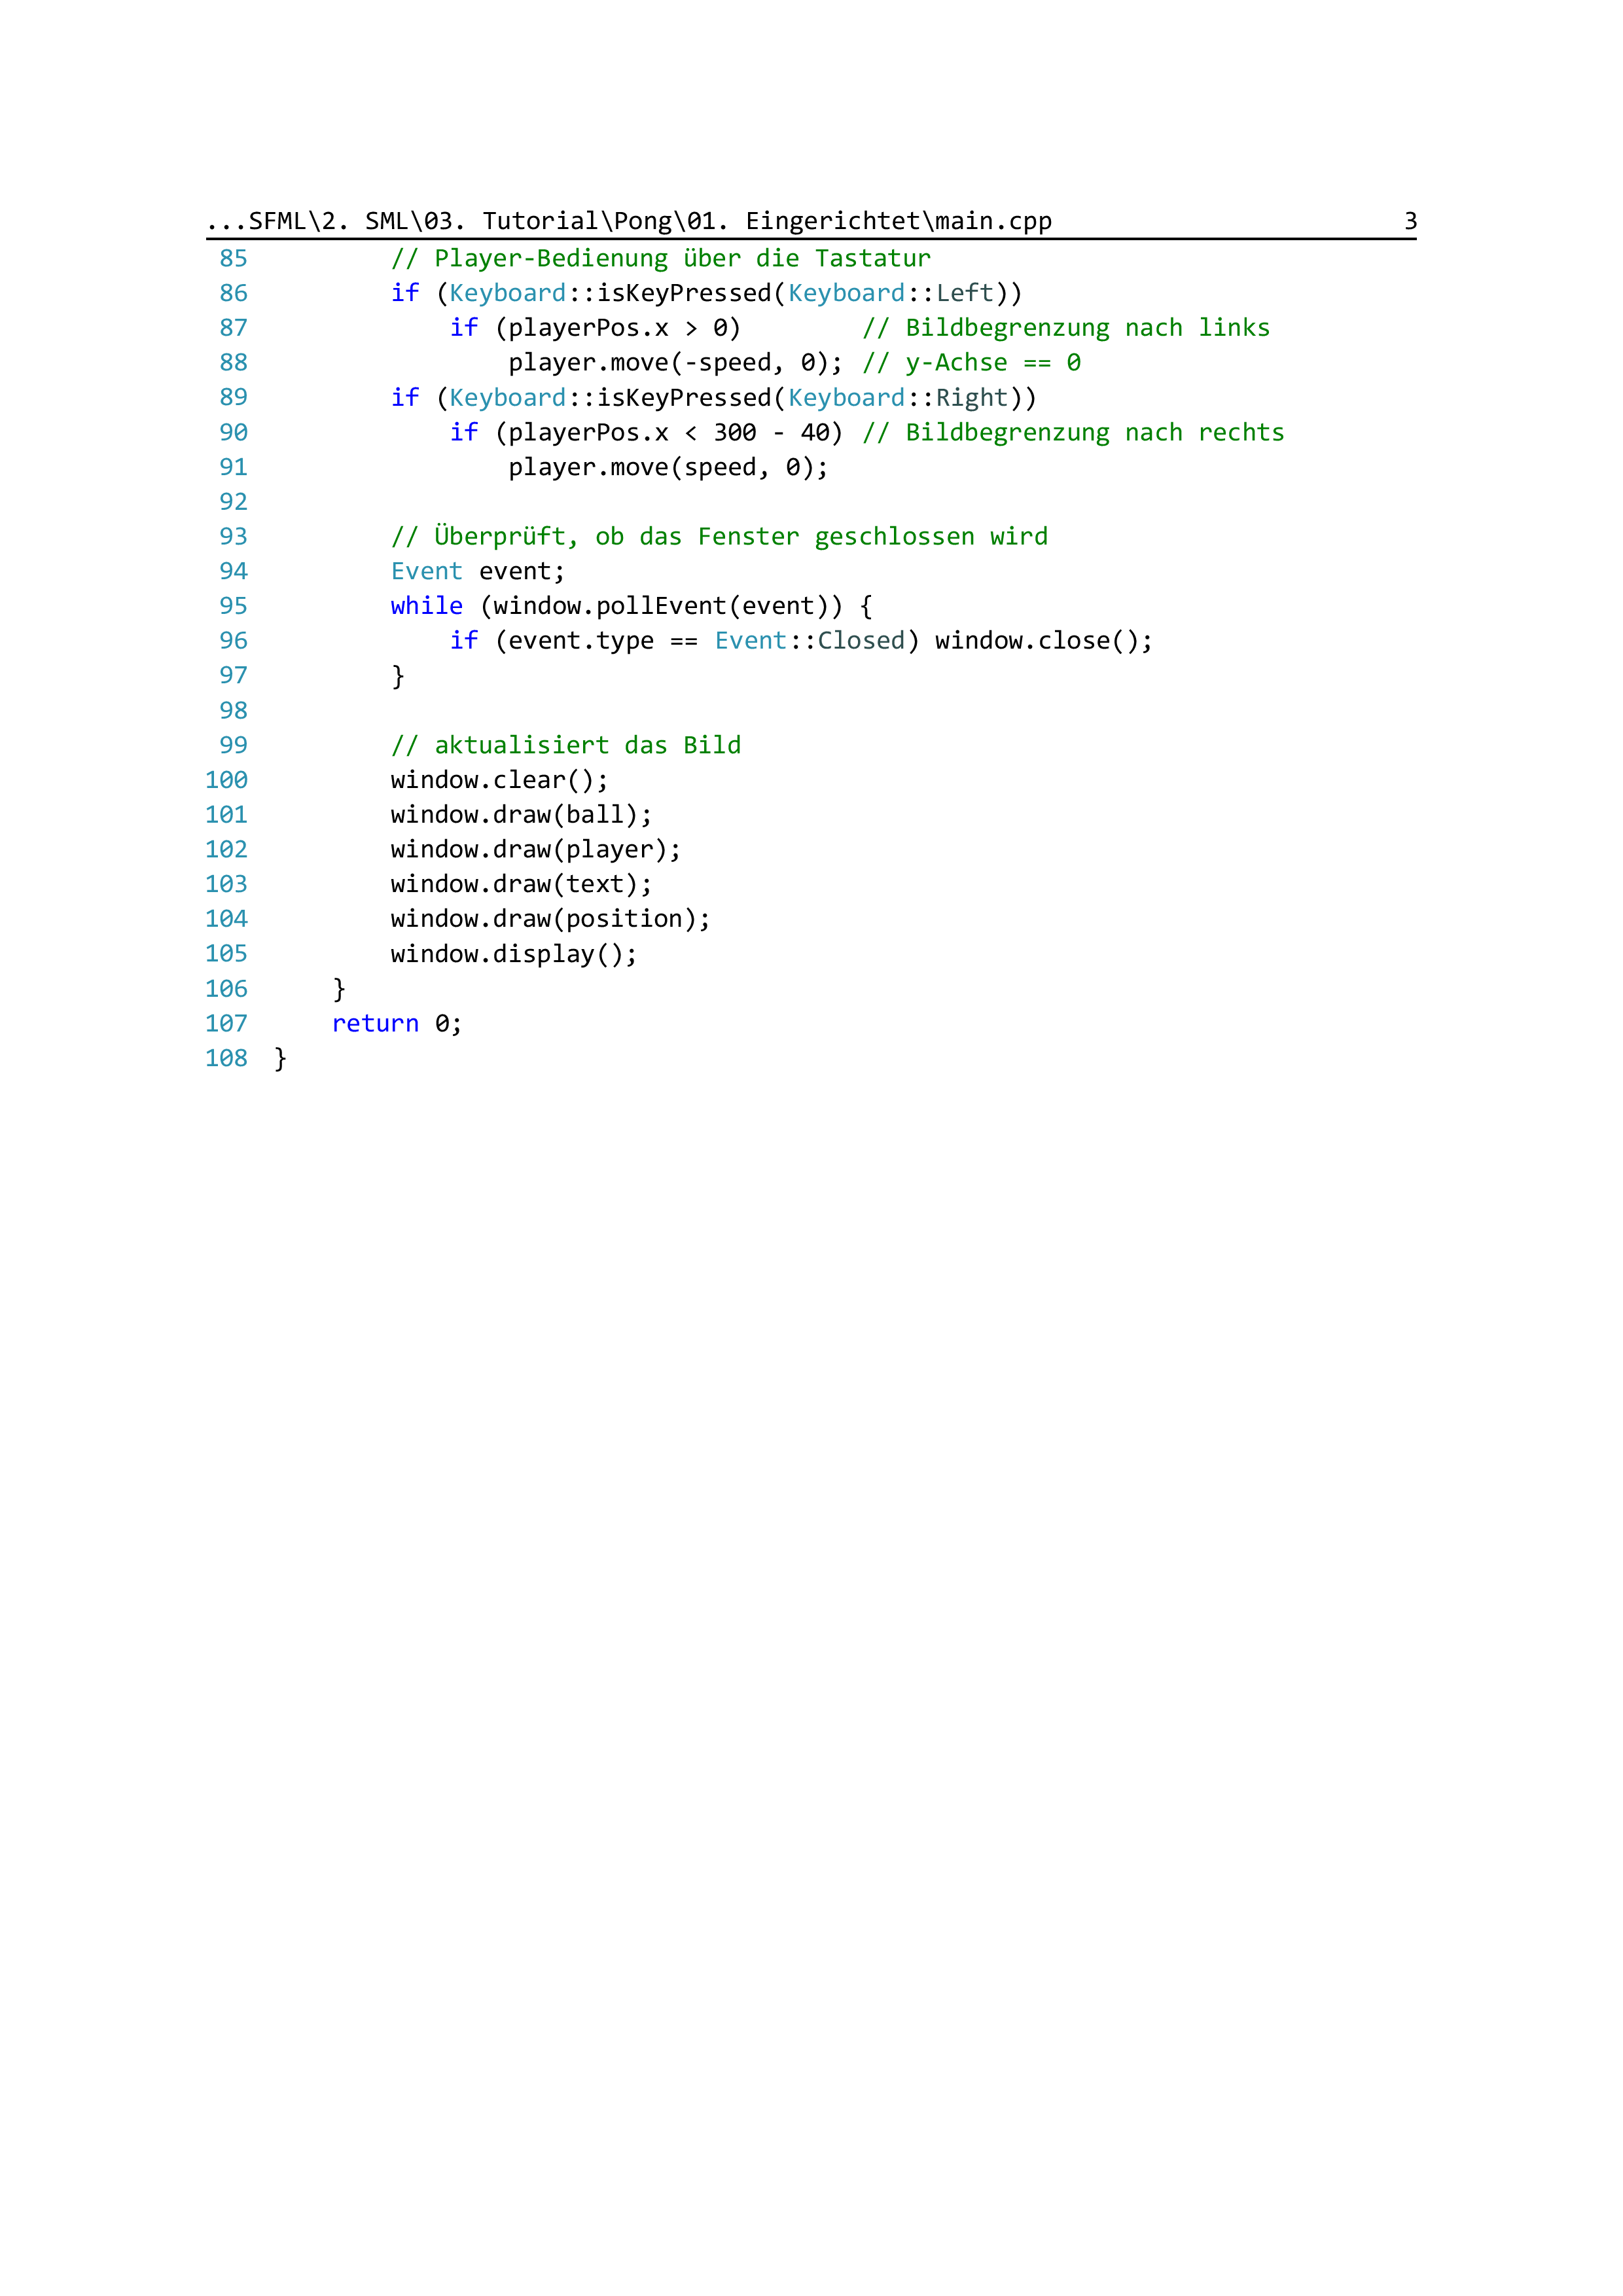 ...SFML\2. SML\03. Tutorial\Pong\01. Eingerichtet\main.cpp 3
85         // Player-Bedienung über die Tastatur
86         if (Keyboard::isKeyPressed(Keyboard::Left))
87             if (playerPos.x > 0)        // Bildbegrenzung nach links
88                 player.move(-speed, 0); // y-Achse == 0
89         if (Keyboard::isKeyPressed(Keyboard::Right))
90             if (playerPos.x < 300 - 40) // Bildbegrenzung nach rechts
91                 player.move(speed, 0);
92
93         // Überprüft, ob das Fenster geschlossen wird
94         Event event;
95         while (window.pollEvent(event)) {
96             if (event.type == Event::Closed) window.close();
97         }
98
99         // aktualisiert das Bild
100         window.clear();
101         window.draw(ball);
102         window.draw(player);
103         window.draw(text);
104         window.draw(position);
105         window.display();
106     }
107     return 0;
108 }